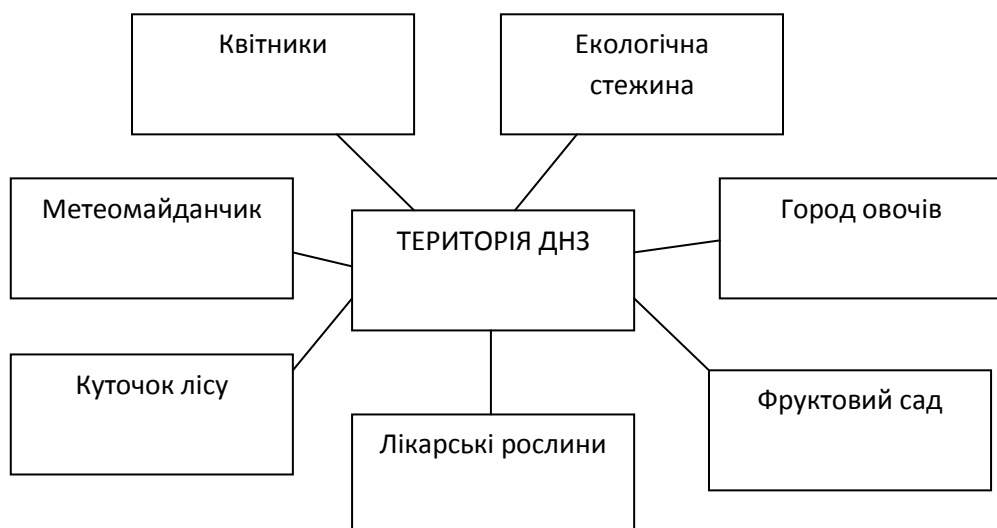 Квітники
Екологічна
стежина
Метеомайданчик
ТЕРИТОРІЯ ДНЗ
Город овочів
Куточок лісу
Лікарські рослини
Фруктовий сад